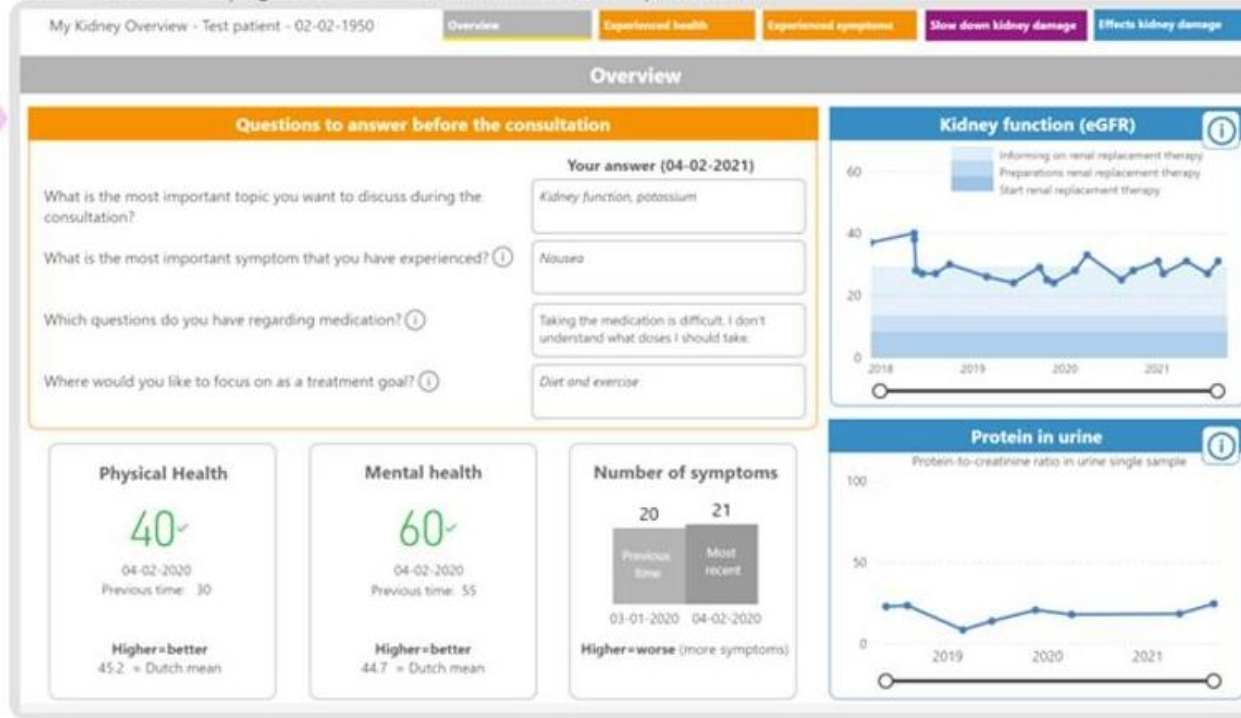 My Kidney Overview - Test patient - 02-02-1950
Overview
Experienced health
Experienced symptoms
Slow down kidney damage
Effects kidney damage
Overview
Questions to answer before the consultation
Your answer (04-02-2021)
What is the most important topic you want to discuss during the
consultation?
Kidney function, potassium
What is the most important symptom that you have experienced?
Nausea
Which questions do you have regarding medication?
Taking the medication is difficult. I don't
understand what doses I should take.
Where would you like to focus on as a treatment goal?
Diet and exercise
Physical Health
40
04-02-2020
Previous time: 30
Higher=better
45.2 = Dutch mean
Mental health
60
04-02-2020
Previous time: 55
Higher=better
44.7 = Dutch mean
Number of symptoms
20 21
Previous
time
Most
recent
03-01-2020 04-02-2020
Higher=worse (more symptoms)
Kidney function (eGFR)
Informing on renal replacement therapy
Preparations renal replacement therapy
Start renal replacement therapy
60
40
20
0
2018 2019 2020 2021
Protein in urine
Protein-to-creatinine ratio in urine single sample
100
50
0
2019 2020 2021